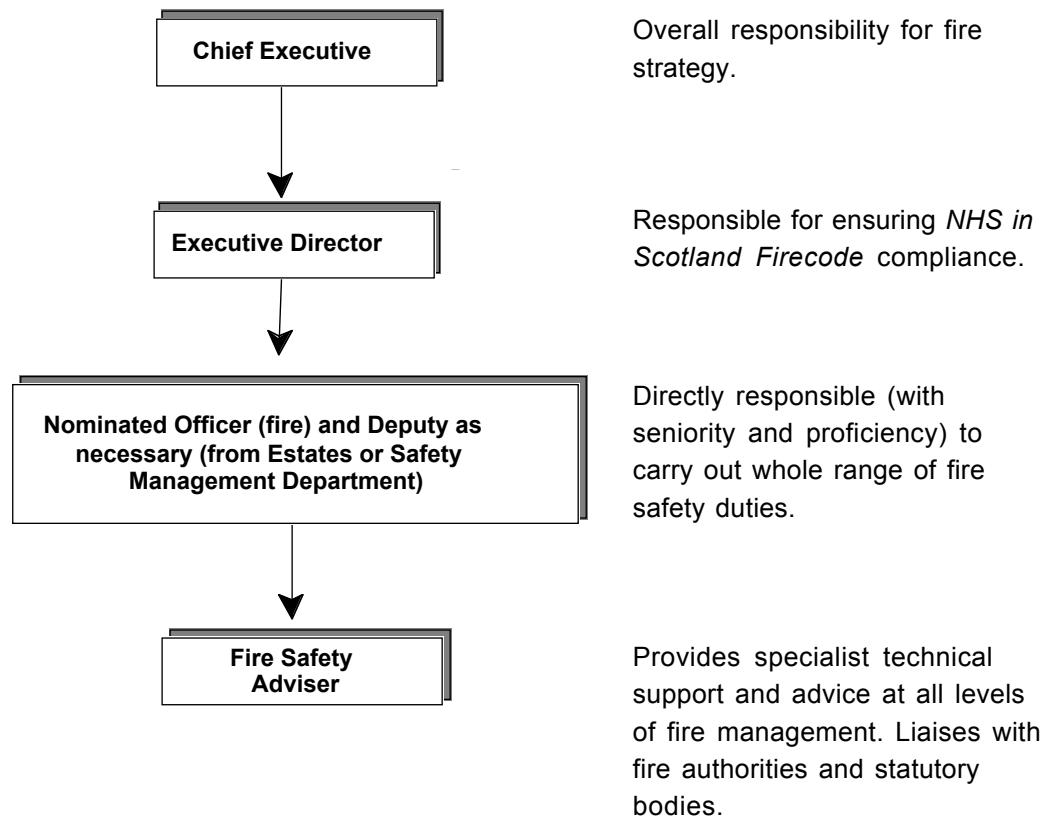 Chief Executive
Overall responsibility for fire
strategy.
Executive Director
Responsible for ensuring NHS in
Scotland Firecode compliance.
Nominated Officer (fire) and Deputy as
necessary (from Estates or Safety
Management Department)
Directly responsible (with
seniority and proficiency) to
carry out whole range of fire
safety duties.
Fire Safety
Adviser
Provides specialist technical
support and advice at all levels
of fire management. Liaises with
fire authorities and statutory
bodies.